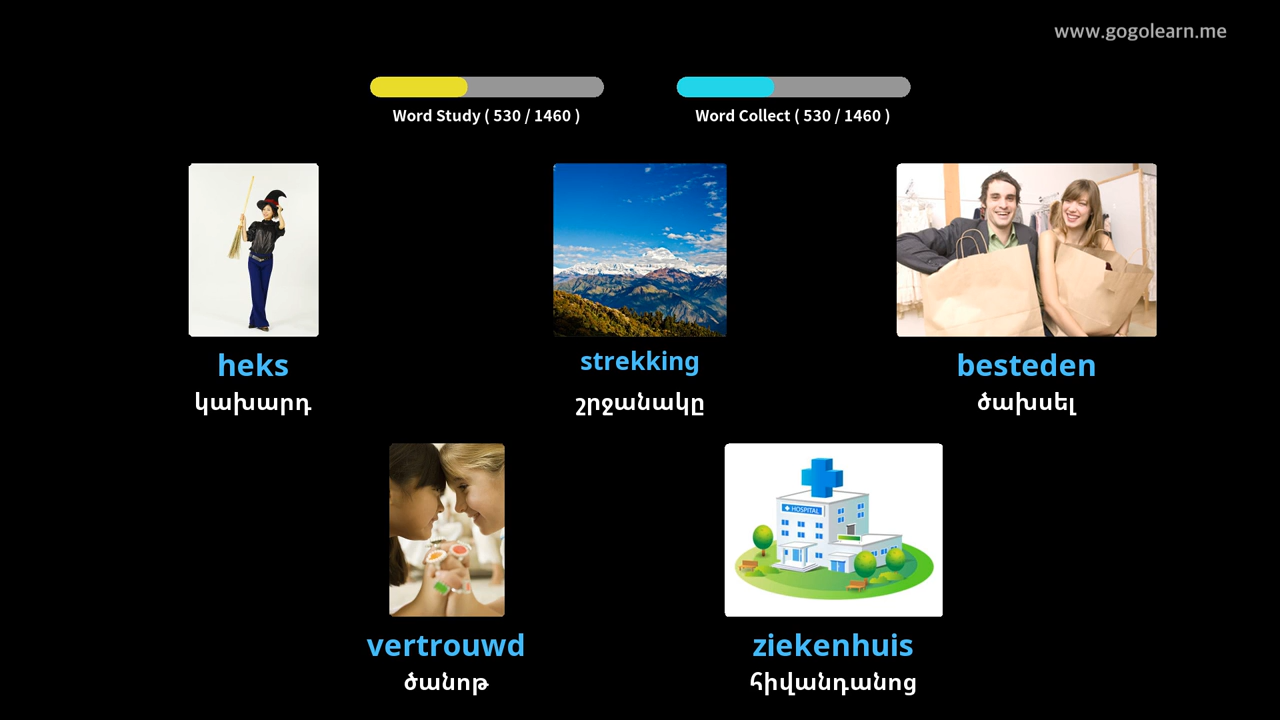 www.gogolearn.me
Word Study ( 530 / 1460 )
Word Collect ( 530 / 1460 )
heks
կախարդ
strekking
շրջանակը
besteden
ծախսել
HOSPITAL
vertrouwd
ծանոթ
ziekenhuis
հիվանդանոց